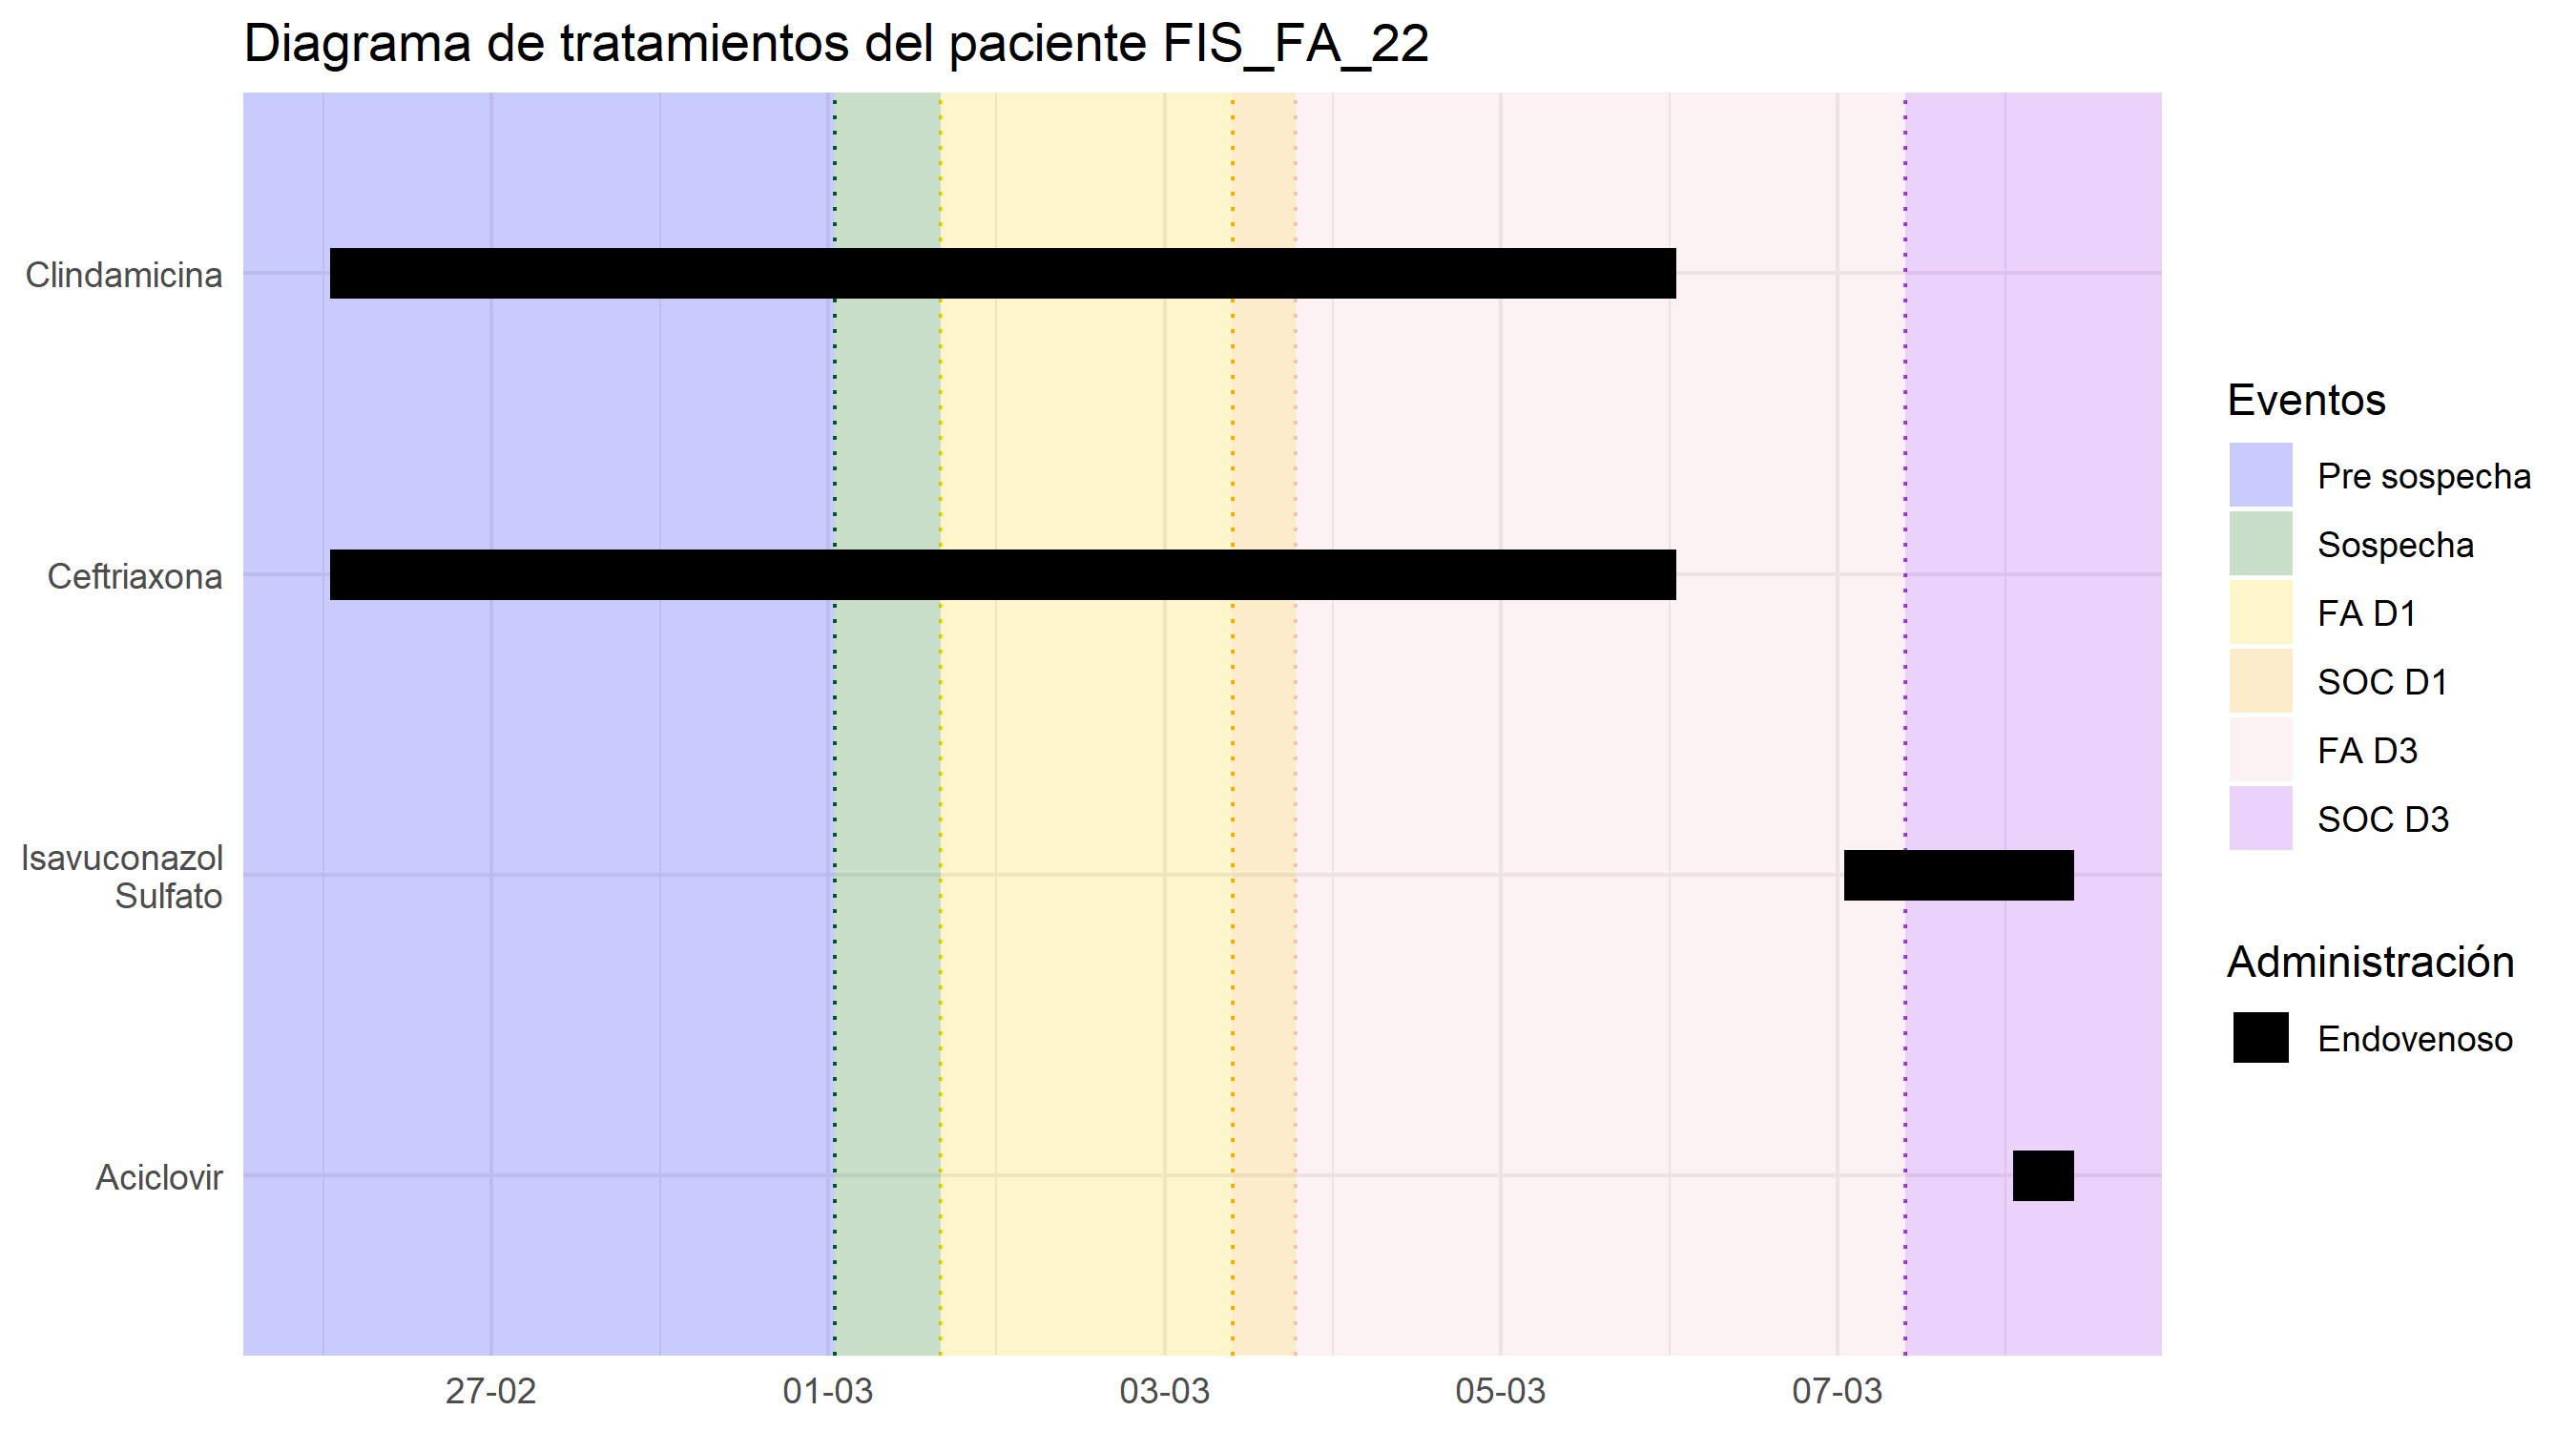 Diagrama de tratamientos del paciente FIS_FA_22
Clindamicina
Ceftriaxona
Isavuconazol
Sulfato
Aciclovir
27-02
01-03
03-03
05-03
07-03
Eventos
Pre sospecha
Sospecha
FA D1
SOC D1
FA D3
SOC D3
Administración
Endovenoso